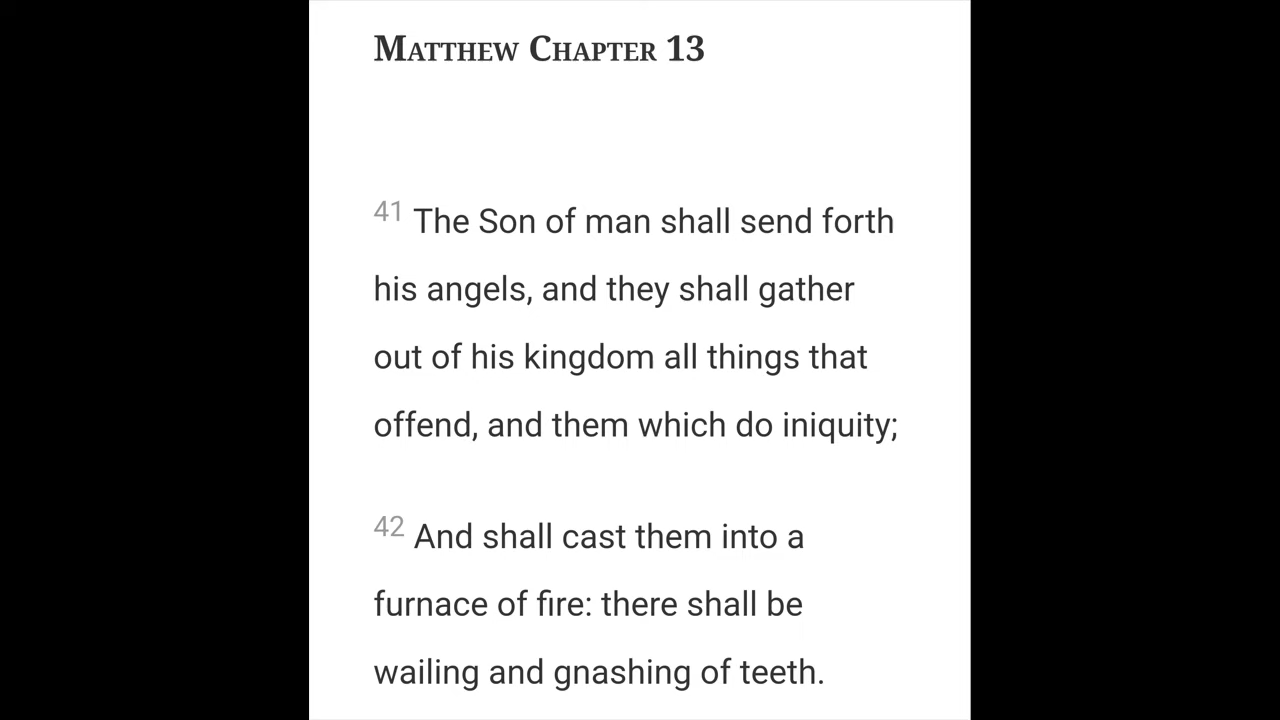 Matthew Chapter 13
41 The Son of man shall send forth
his angels, and they shall gather
out of his kingdom all things that
offend, and them which do iniquity;
42 And shall cast them into a
furnace of fire: there shall be
wailing and gnashing of teeth.